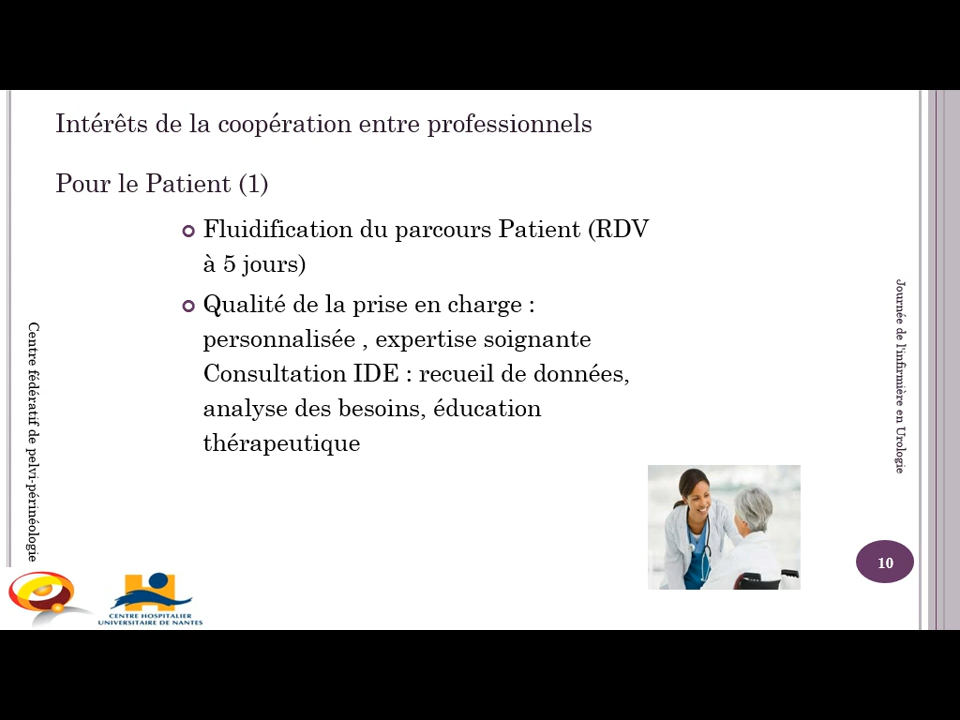 Intérêts de la coopération entre professionnels
Pour le Patient (1)
Fluidification du parcours Patient (RDV
à 5 jours)
Qualité de la prise en charge :
personnalisée , expertise soignante
Consultation IDE : recueil de données,
analyse des besoins, éducation
thérapeutique
Centre fédératif de pelvi-périnéologie
Journée de l'infirmière en Urologie
10
CENTRE HOSPITALIER
UNIVERSITAIRE DE NANTES